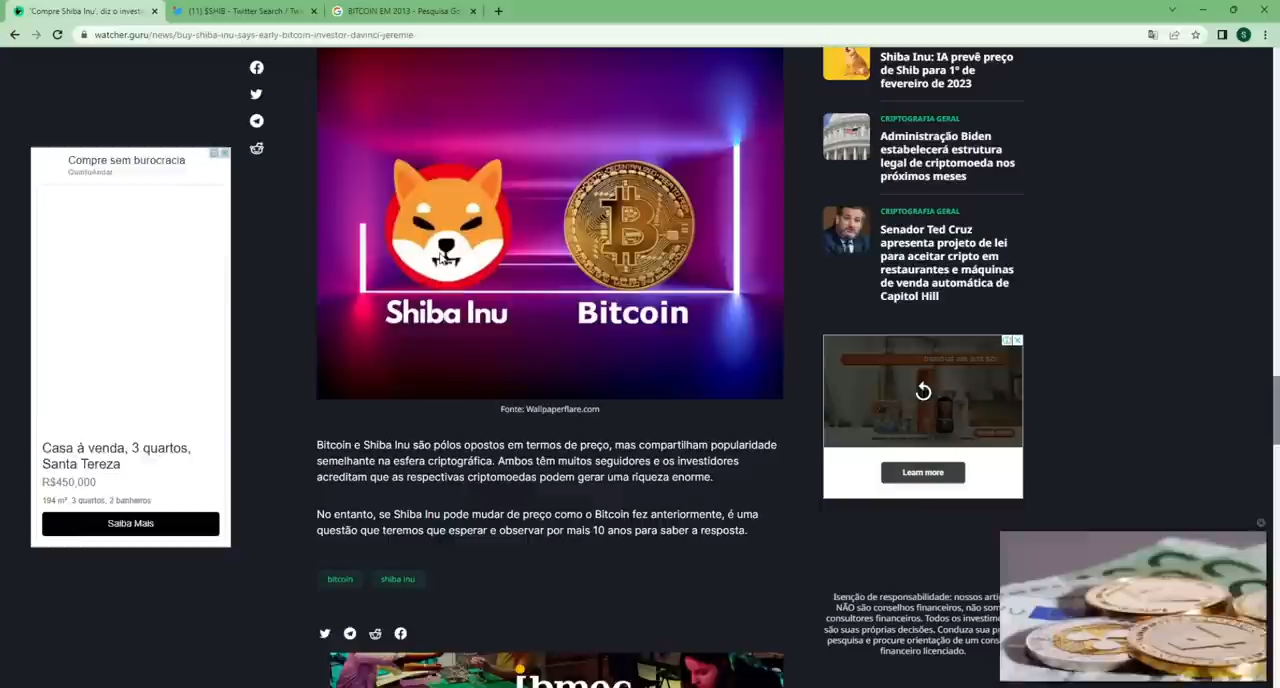 'Compre Shiba Inu', diz o investi
(11) $SHIB - Twitter Search / Twi
BITCOIN EM 2013 - Pesquisa Go
watcher.guru/news/buy-shiba-inu-says-early-bitcoin-investor-davinci-jeremie
S
Compre sem burocracia
QuintoAndar
Casa à venda, 3 quartos,
Santa Tereza
R$450,000
194 m², 3 quartos, 2 banheiros
Saiba Mais
Shiba Inu
Bitcoin
Fonte: Wallpaperflare.com
Bitcoin e Shiba Inu são pólos opostos em termos de preço, mas compartilham popularidade
semelhante na esfera criptográfica. Ambos têm muitos seguidores e os investidores
acreditam que as respectivas criptomoedas podem gerar uma riqueza enorme.
No entanto, se Shiba Inu pode mudar de preço como o Bitcoin fez anteriormente, é uma
questão que teremos que esperar e observar por mais 10 anos para saber a resposta.
bitcoin
shiba inu
Shiba Inu: IA prevê preço
de Shib para 1º de
fevereiro de 2023
CRIPTOGRAFIA GERAL
Administração Biden
estabelecerá estrutura
legal de criptomoeda nos
próximos meses
CRIPTOGRAFIA GERAL
Senador Ted Cruz
apresenta projeto de lei
para aceitar cripto em
restaurantes e máquinas
de venda automática de
Capitol Hill
Learn more
Isenção de responsabilidade: nossos arti
NÃO são conselhos financeiros, não som
consultores financeiros. Todos os investime
são suas próprias decisões. Conduza sua p
pesquisa e procure orientação de um cons
financeiro licenciado.